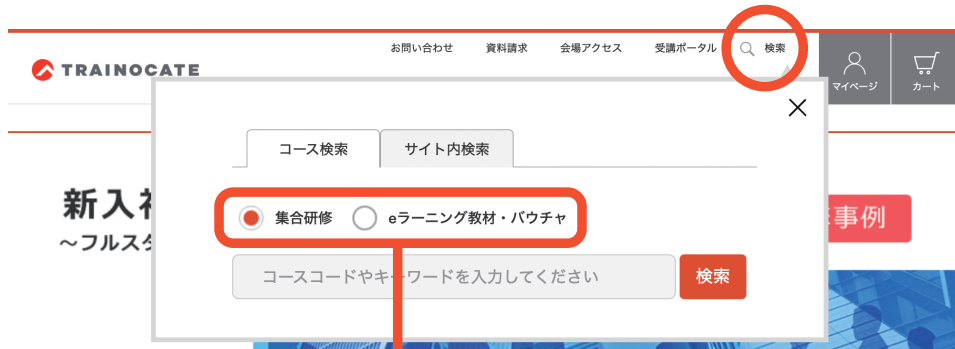 お問い合わせ 資料請求 会場アクセス 受講ポータル 検索
TRAINOCATE
マイページ カート
コース検索 サイト内検索
新入
事例
集合研修 eラーニング教材・バウチャ
～フルスタ
コースコードやキーワードを入力してください 検索